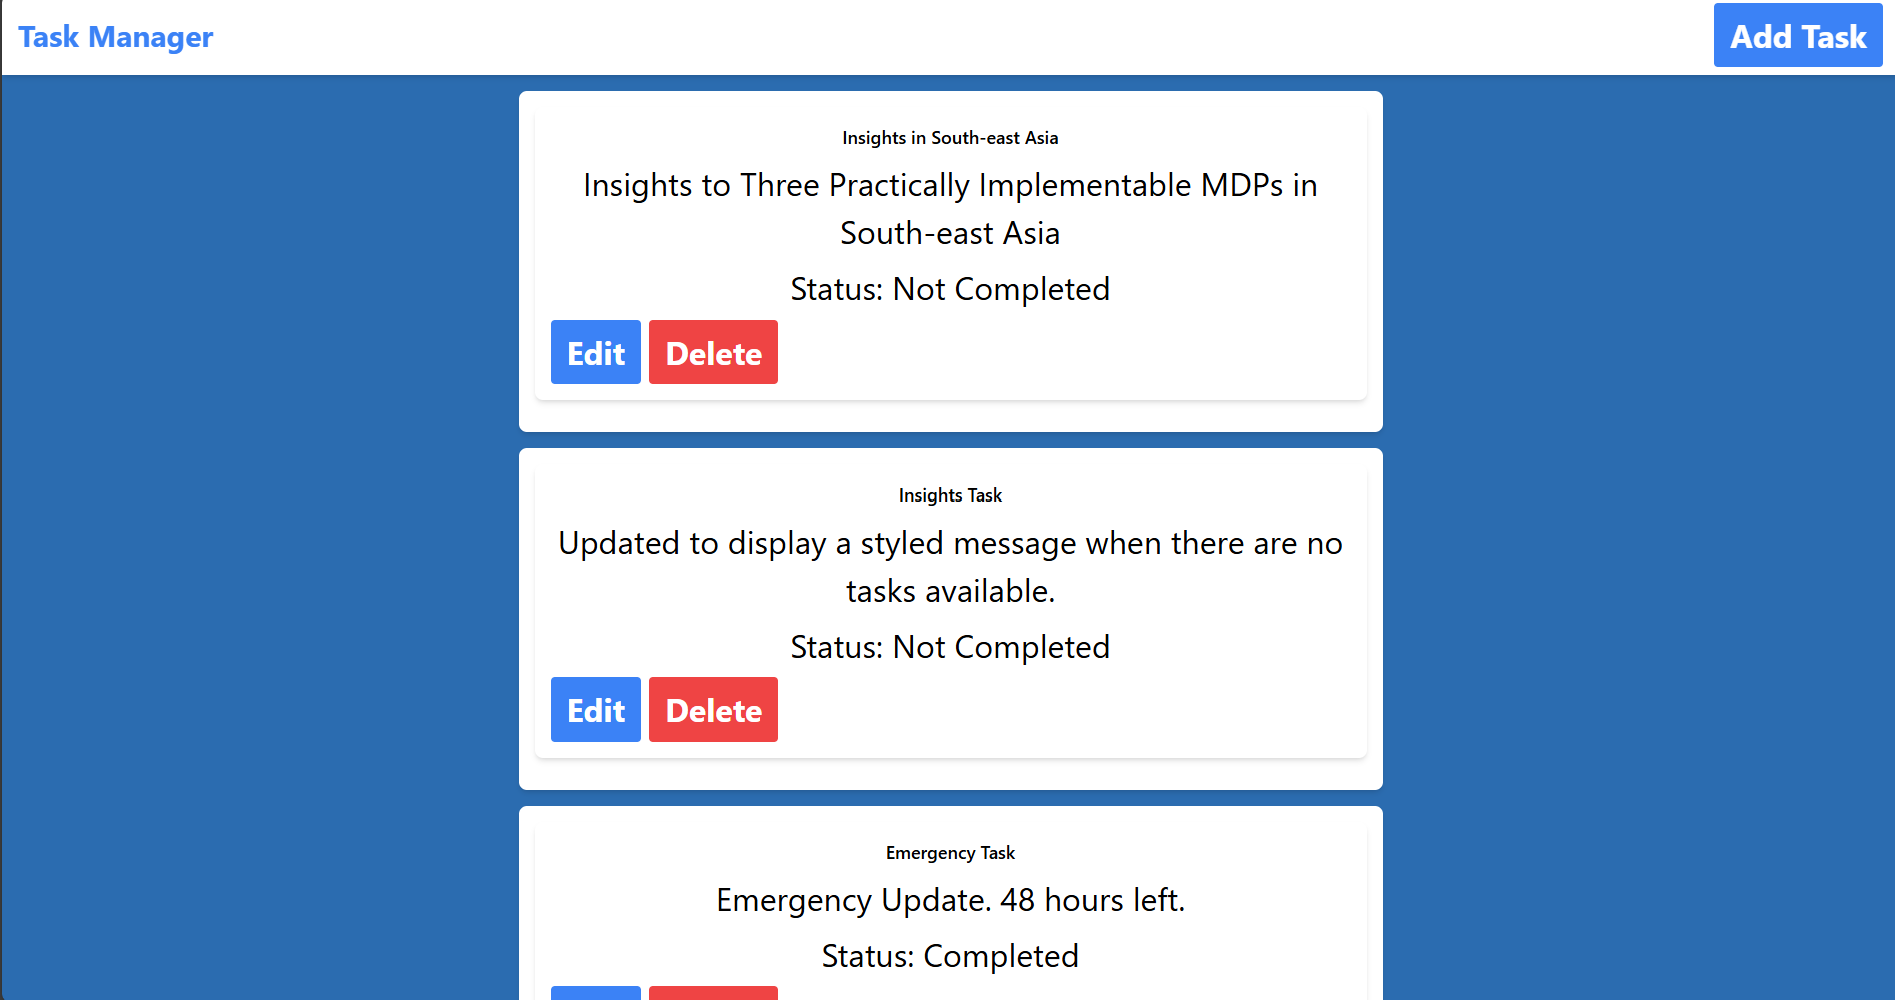 Task Manager
Add Task
Insights in South-east Asia
Insights to Three Practically Implementable MDPs in
South-east Asia
Status: Not Completed
Edit Delete
Insights Task
Updated to display a styled message when there are no
tasks available.
Status: Not Completed
Edit Delete
Emergency Task
Emergency Update. 48 hours left.
Status: Completed